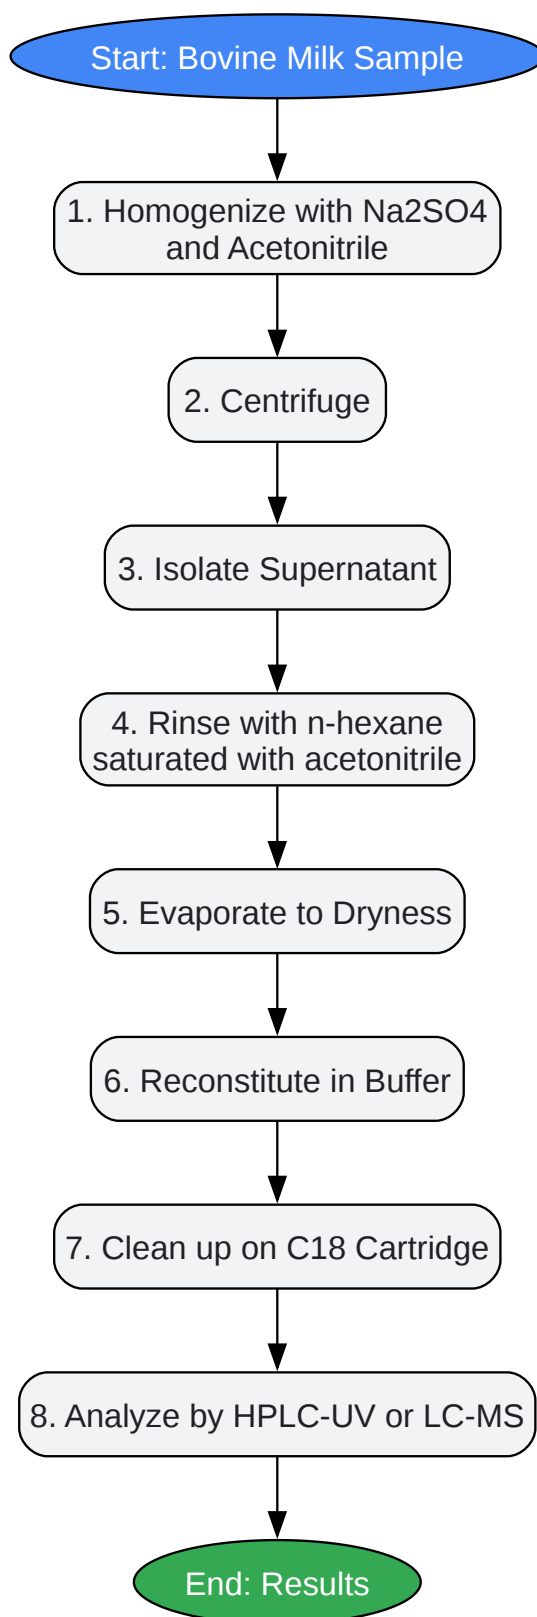 Start: Bovine Milk Sample
1. Homogenize with Na2SO4
and Acetonitrile
2. Centrifuge
3. Isolate Supernatant
4. Rinse with n-hexane
saturated with acetonitrile
5. Evaporate to Dryness
6. Reconstitute in Buffer
7. Clean up on C18 Cartridge
8. Analyze by HPLC-UV or LC-MS
End: Results